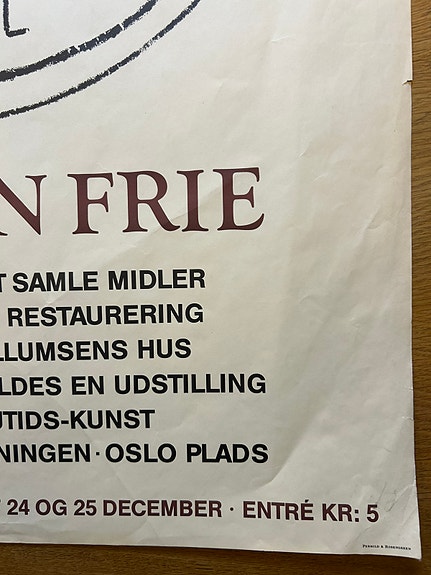 N FRIE
T SAMLE MIDLER
RESTAURERING
LLUMSENS HUS
LDES EN UDSTILLING
UTIDS-KUNST
NINGEN · OSLO PLADS
24 OG 25 DECEMBER · ENTRÉ KR: 5